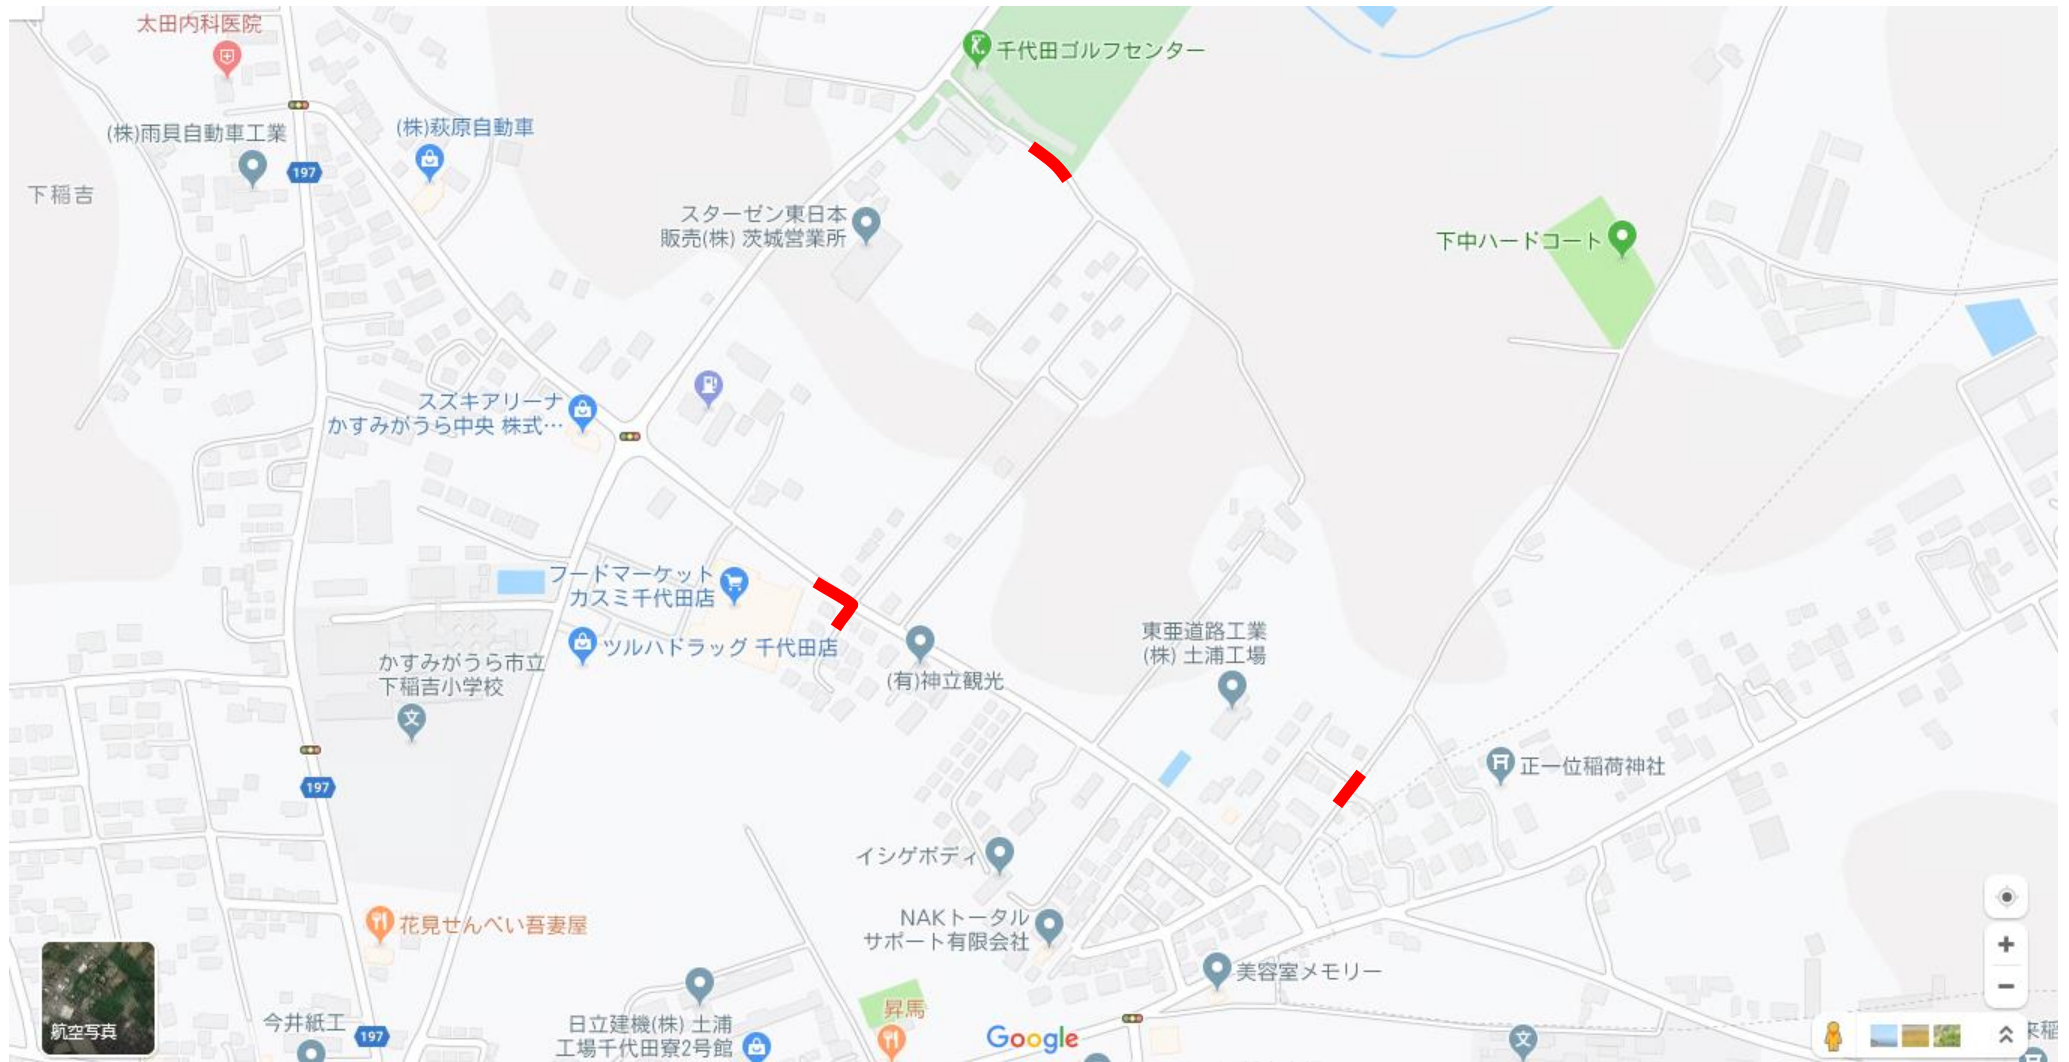 太田内科医院
千代田ゴルフセンター
(株)雨貝自動車工業
(株)萩原自動車
197
下稲吉
スターゼン東日本
販売(株) 茨城営業所
下中ハードコート
スズキアリーナ
かすみがうら中央 株式…
フードマーケット
カスミ千代田店
ツルハドラッグ 千代田店
東亜道路工業
(株) 土浦工場
かすみがうら市立
下稲吉小学校
文
(有)神立観光
正一位稲荷神社
197
イシゲボディ
花見せんべい吾妻屋
NAKトータル
サポート有限会社
美容室メモリー
昇馬
今井紙工
197
日立建機(株) 土浦
工場千代田寮2号館
航空写真
Google
文
来稲